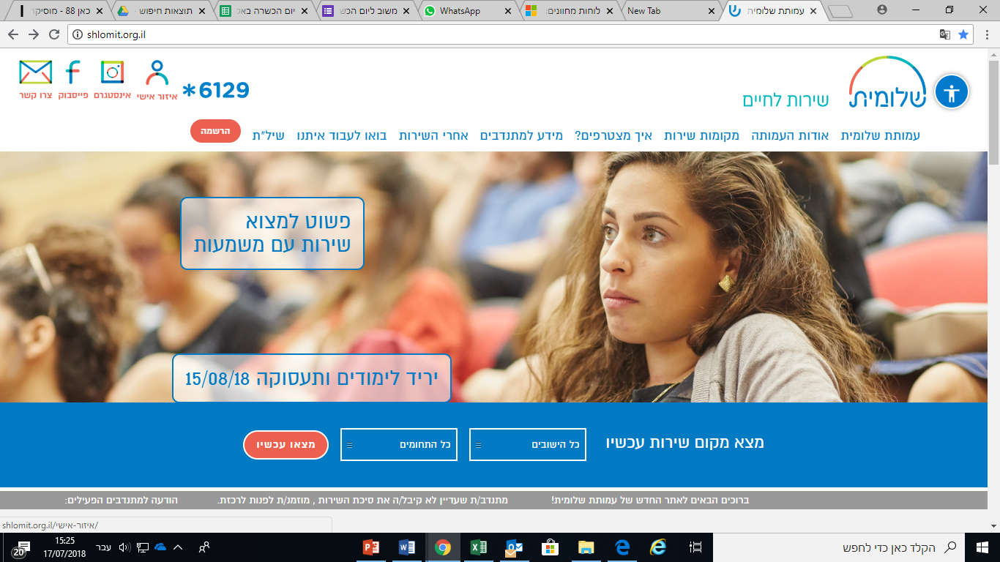 כאן 88 - מוסיקה
תוצאות חיפוש -
יום הכשרה באק
משוב ליום הכש
WhatsApp
לוחות מחוונים:
New Tab
עמותת שלומית
shlomit.org.il
שלומית
שירות לחיים
*6129
איזור אישי
אינסטגרם
פייסבוק
צרו קשר
עמותת שלומית
אודות העמותה
מקומות שירות
איך מצטרפים?
מידע למתנדבים
אחרי השירות
בואו לעבוד איתנו
שיל"ת
הרשמה
פשוט למצוא
שירות עם משמעות
יריד לימודים ותעסוקה 15/08/18
מצא מקום שירות עכשיו
כל הישובים
כל התחומים
מצאו עכשיו
ברוכים הבאים לאתר החדש של עמותת שלומית!
מתנדב/ת שעדיין לא קיבל/ה את סיכת השירות , מוזמנ/ת לפנות לרכזת.
הודעה למתנדבים הפעילים:
shlomit.org.il/איזור-אישי/
הקלד כאן כדי לחפש
עבר
15:25
17/07/2018
20